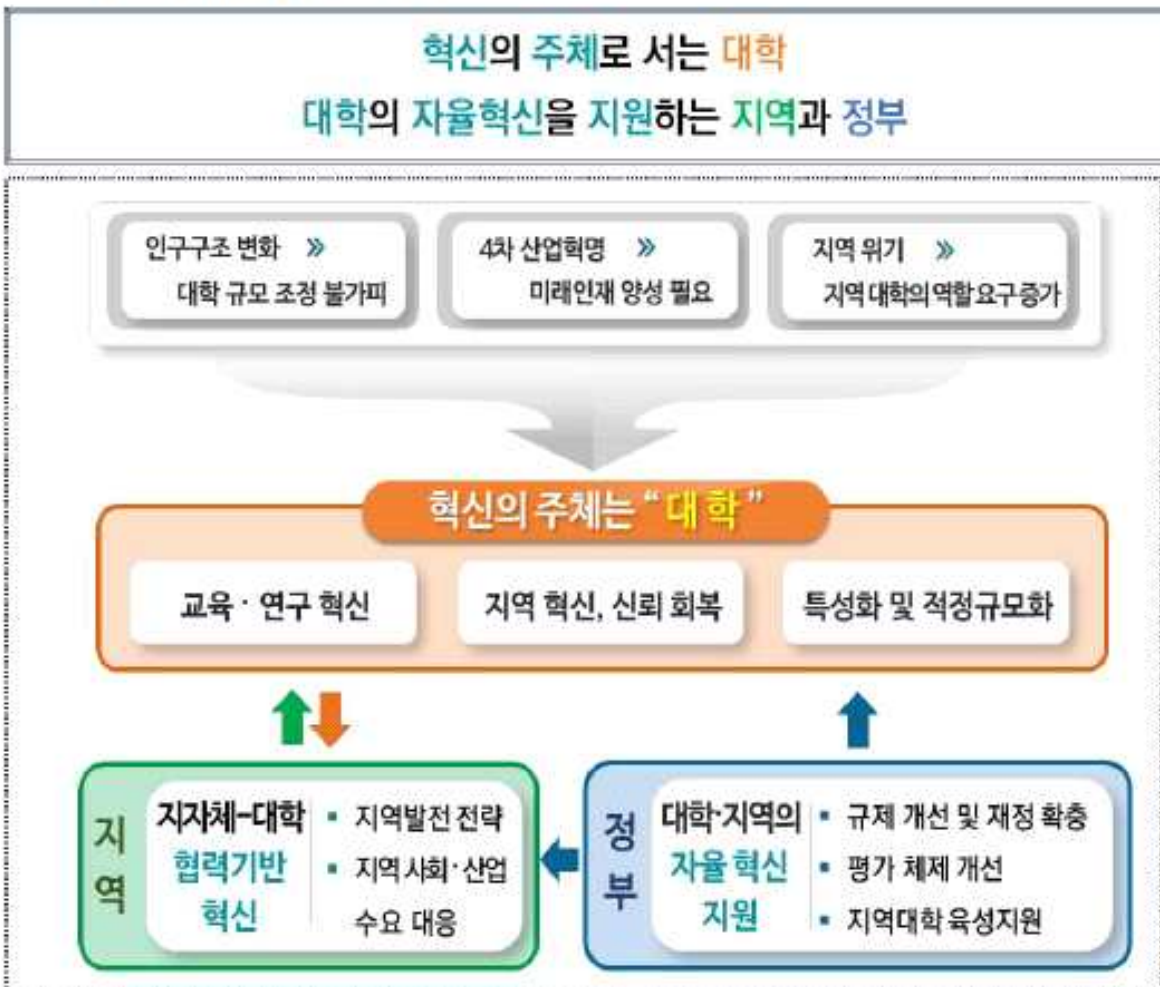 혁신의 주체로 서는 대학
대학의 자율혁신을 지원하는 지역과 정부
인구구조 변화 »
대학 규모 조정 불가피
4차 산업혁명 »
미래인재 양성 필요
지역 위기 »
지역 대학의 역할 요구 증가
혁신의 주체는 “대학”
교육 · 연구 혁신
지역 혁신, 신뢰 회복
특성화 및 적정규모화
지역
지자체-대학
협력기반
혁신
▪ 지역발전 전략
▪ 지역 사회·산업
수요 대응
정부
대학·지역의
자율 혁신
지원
▪ 규제 개선 및 재정 확충
▪ 평가 체제 개선
▪ 지역대학 육성지원